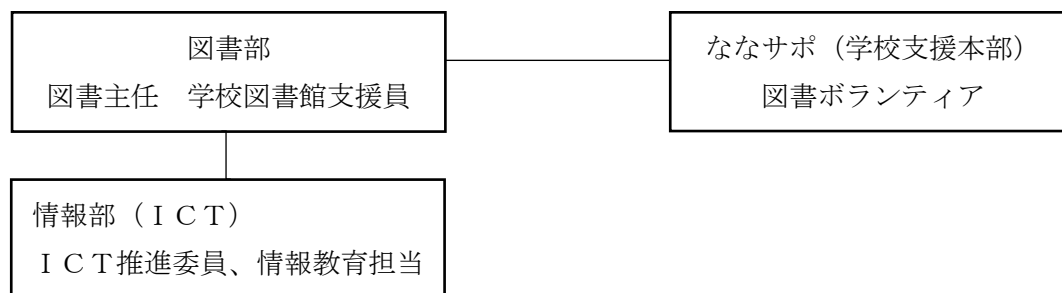 図書部
図書主任　学校図書館支援員
ななサポ（学校支援本部）
図書ボランティア
情報部（ＩＣＴ）
ＩＣＴ推進委員、情報教育担当